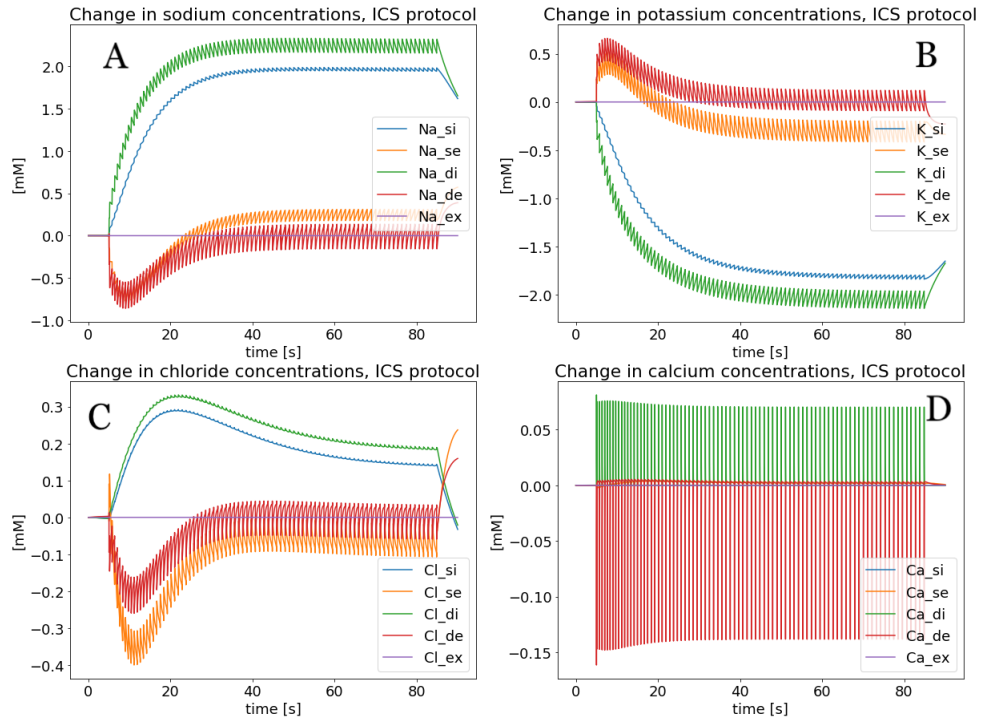 Change in sodium concentrations, ICS protocol
A
[mM]
2.0
1.5
1.0
0.5
0.0
−0.5
−1.0
0
20
40
60
80
time [s]
Na_si
Na_se
Na_di
Na_de
Na_ex
Change in potassium concentrations, ICS protocol
B
[mM]
0.5
0.0
−0.5
−1.0
−1.5
−2.0
0
20
40
60
80
time [s]
K_si
K_se
K_di
K_de
K_ex
Change in chloride concentrations, ICS protocol
C
[mM]
0.3
0.2
0.1
0.0
−0.1
−0.2
−0.3
−0.4
0
20
40
60
80
time [s]
Cl_si
Cl_se
Cl_di
Cl_de
Cl_ex
Change in calcium concentrations, ICS protocol
D
[mM]
0.05
0.00
−0.05
−0.10
−0.15
0
20
40
60
80
time [s]
Ca_si
Ca_se
Ca_di
Ca_de
Ca_ex